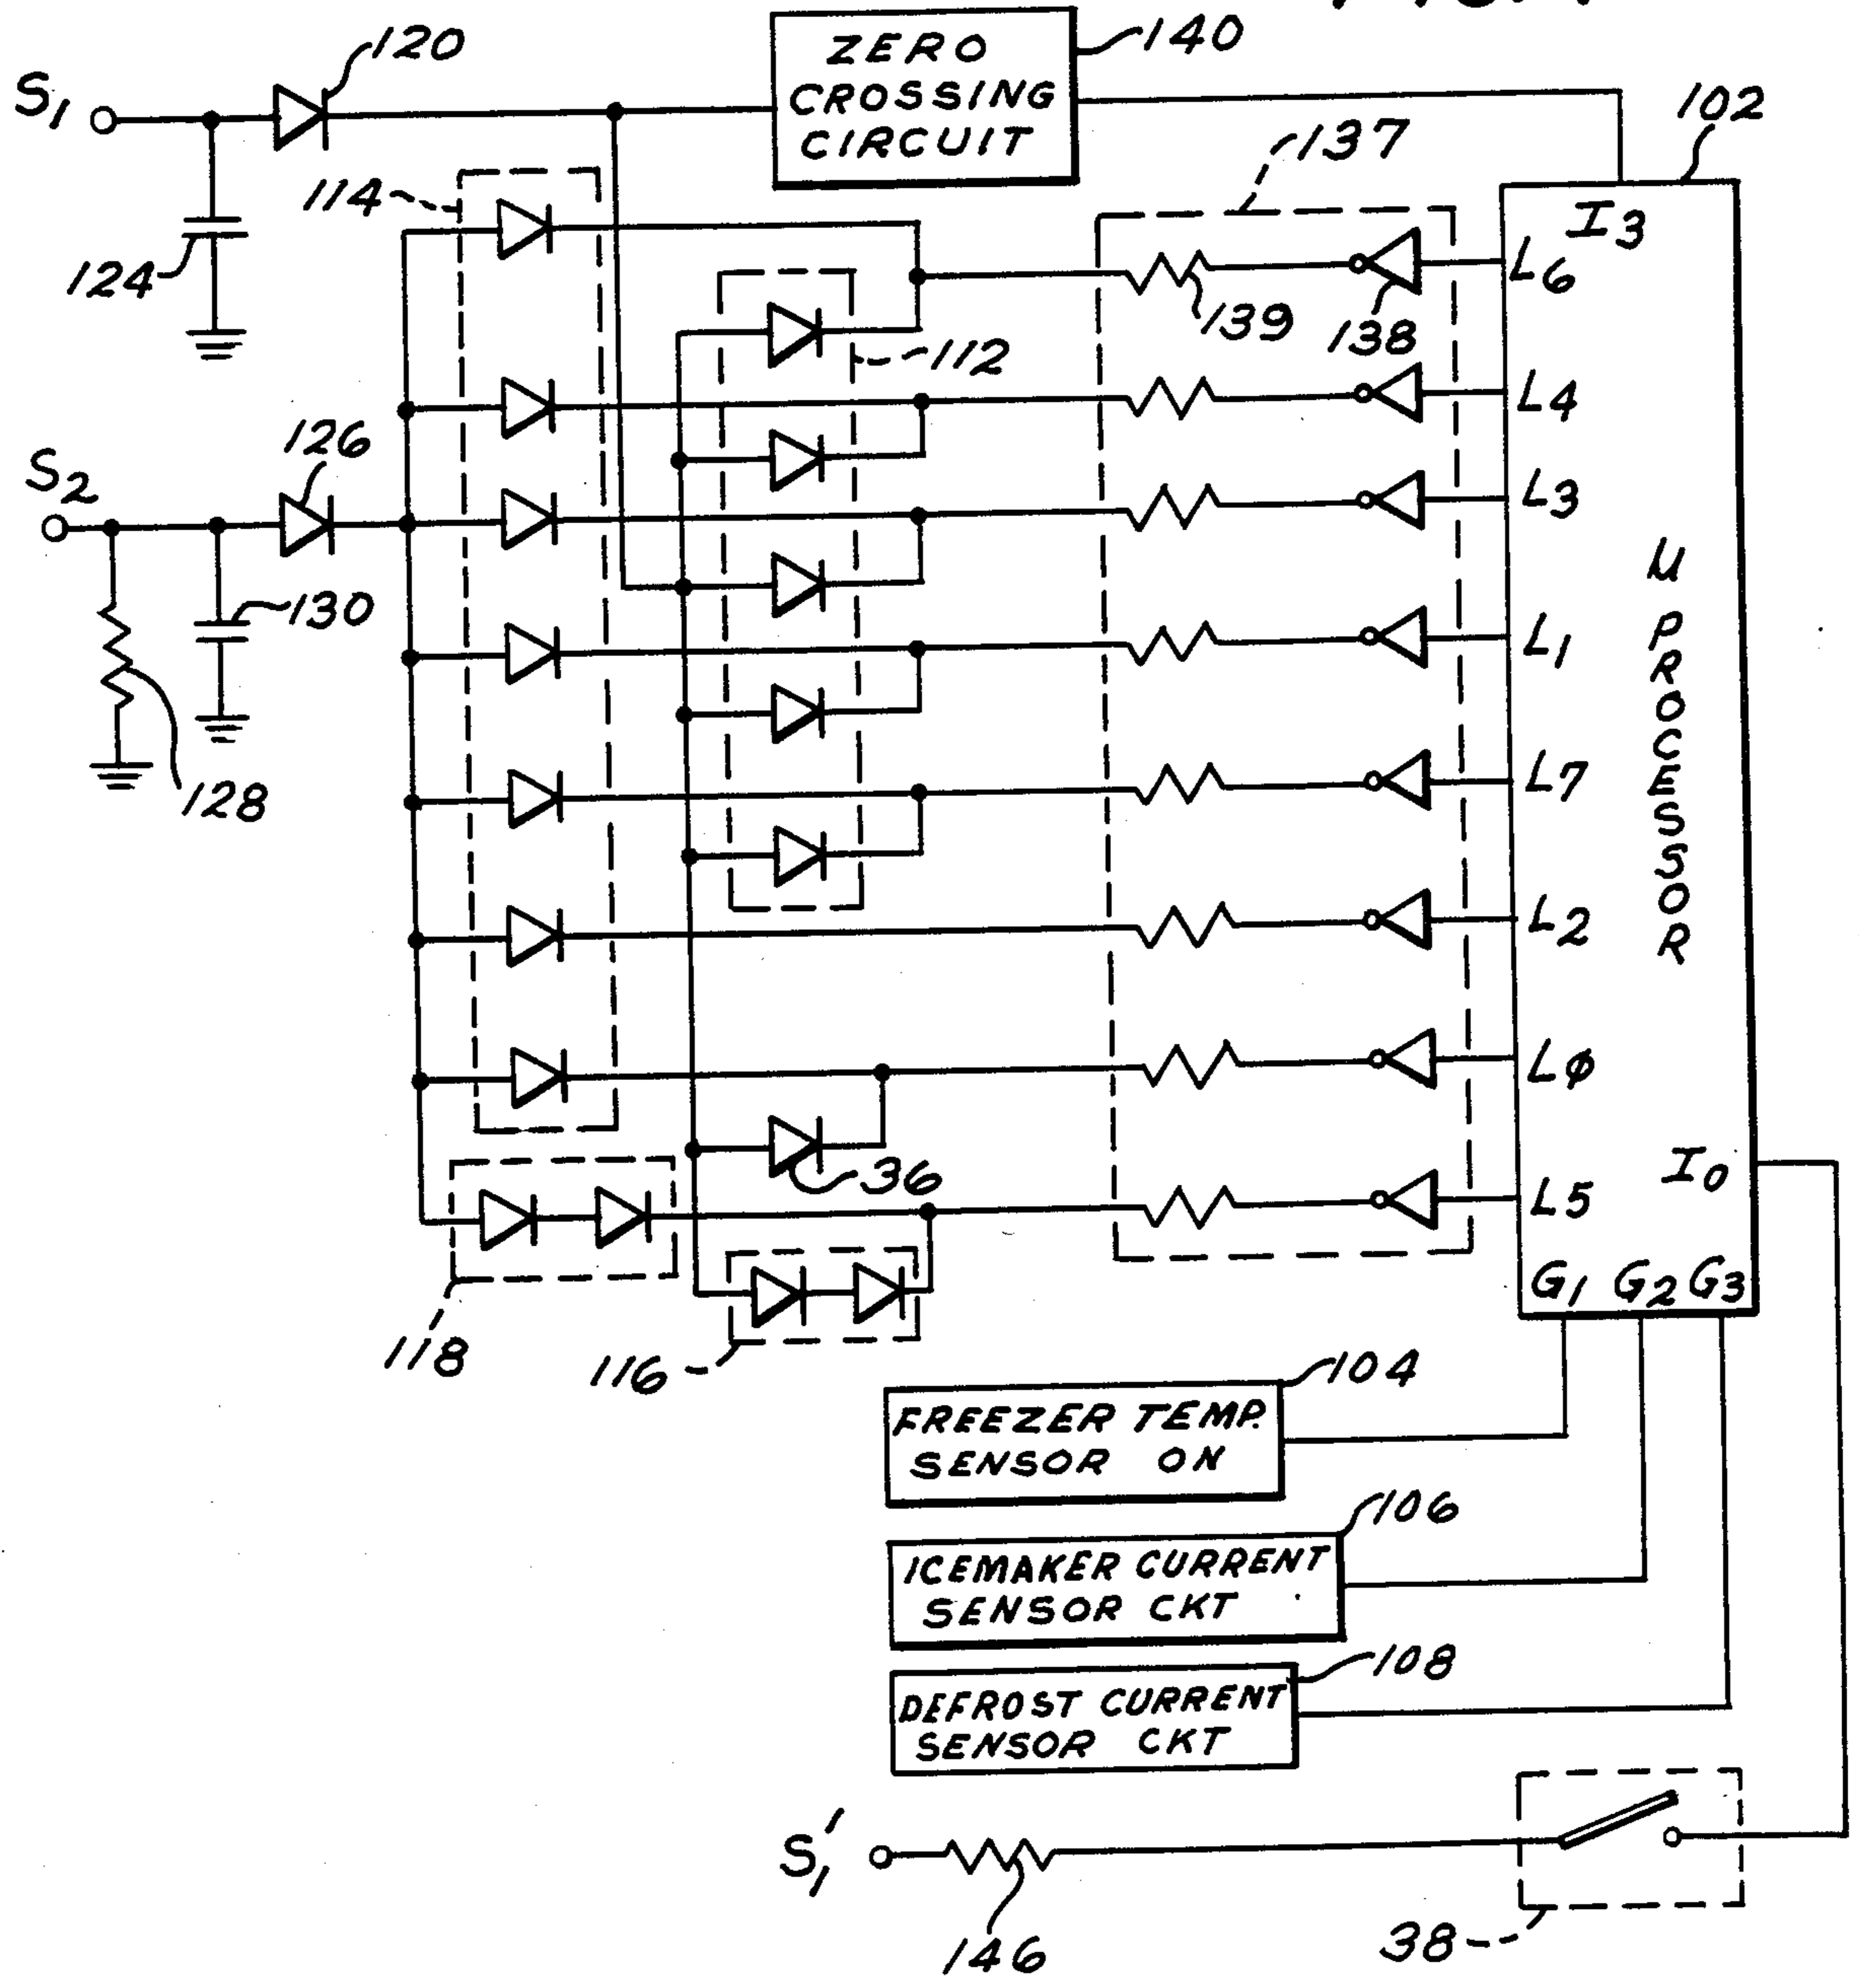 120
ZERO
CROSSING
CIRCUIT
140
S1
102
137
114
I3
124
L6
139
138
112
L4
126
S2
L3
130
L1
128
L7
L2
Lφ
36
I0
L5
G1 G2 G3
118
116
104
FREEZER TEMP.
SENSOR ON
106
ICEMAKER CURRENT
SENSOR CKT
108
DEFROST CURRENT
SENSOR CKT
S1'
146
38
μ PROCESSOR